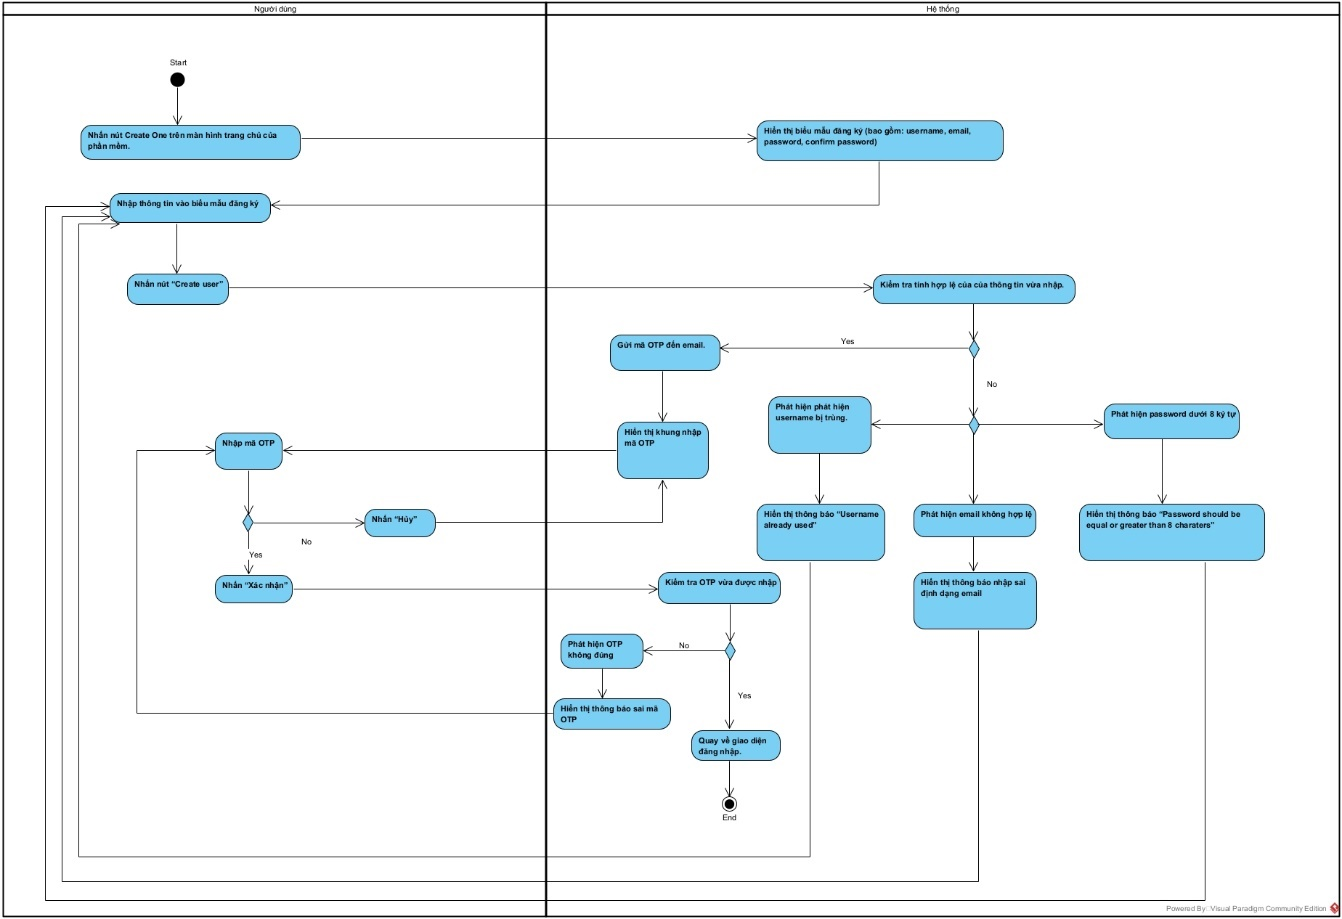 Người dùng
Hệ thống
Start
Nhấn nút Create One trên màn hình trang chủ của
phần mềm.
Hiển thị biểu mẫu đăng ký (bao gồm: username, email,
password, confirm password)
Nhập thông tin vào biểu mẫu đăng ký
Nhấn nút “Create user”
Kiểm tra tính hợp lệ của của thông tin vừa nhập.
Gửi mã OTP đến email.
Yes
No
Phát hiện phát hiện
username bị trùng.
Phát hiện password dưới 8 ký tự
Nhập mã OTP
Hiển thị khung nhập
mã OTP
Nhấn “Hủy”
No
Yes
Hiển thị thông báo “Username
already used”
Phát hiện email không hợp lệ
Hiển thị thông báo “Password should be
equal or greater than 8 charaters”
Nhấn “Xác nhận”
Kiểm tra OTP vừa được nhập
Hiển thị thông báo nhập sai
định dạng email
Phát hiện OTP
không đúng
No
Yes
Hiển thị thông báo sai mã
OTP
Quay về giao diện
đăng nhập.
End
Powered By: Visual Paradigm Community Edition